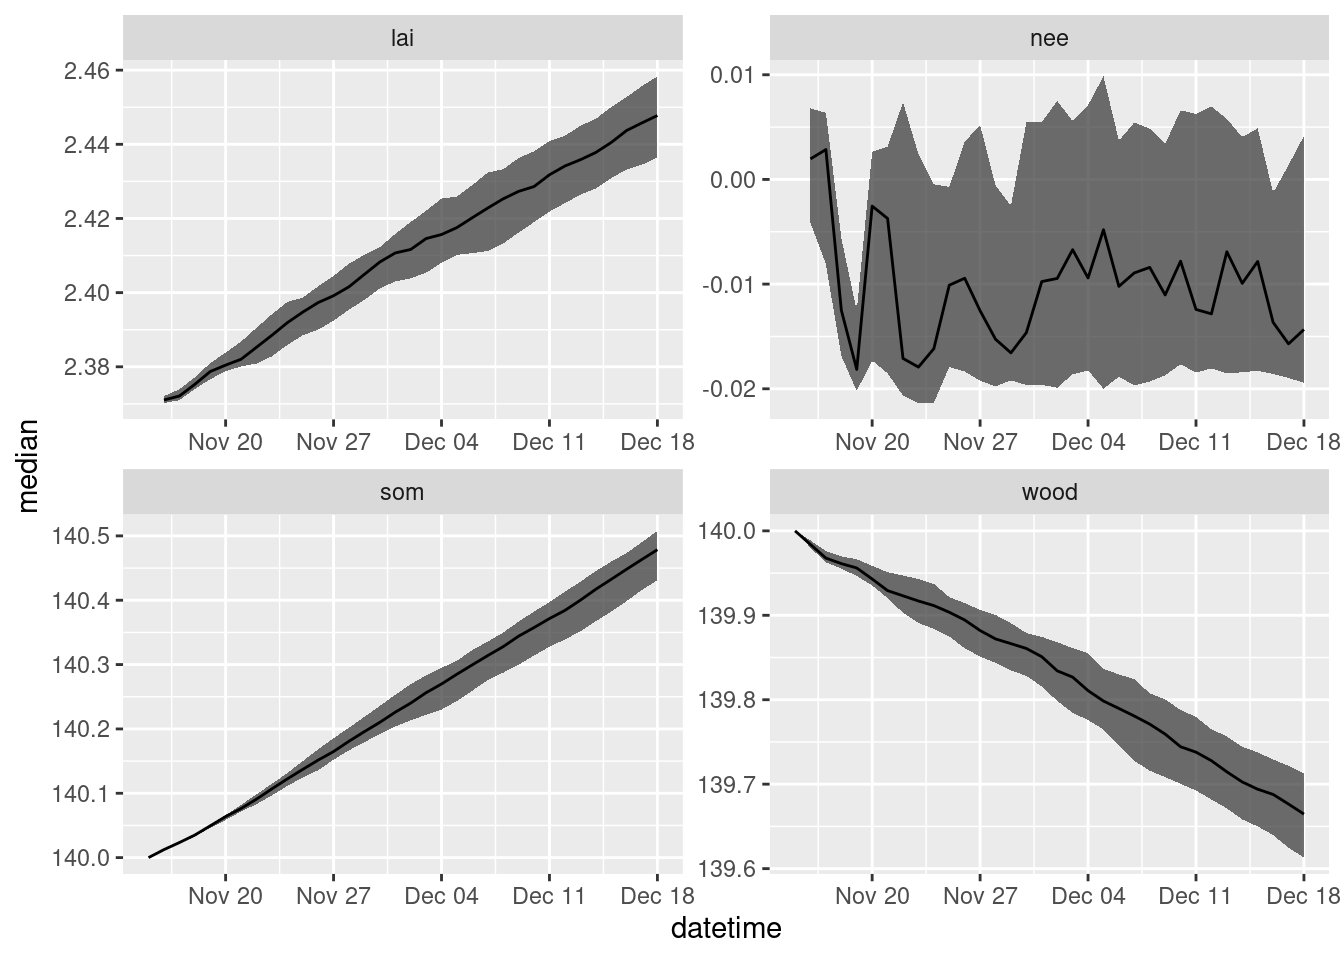 lai
2.46
2.44
2.42
2.40
2.38
Nov 20 Nov 27 Dec 04 Dec 11 Dec 18
nee
0.01
0.00
-0.01
-0.02
Nov 20 Nov 27 Dec 04 Dec 11 Dec 18
median
som
140.5
140.4
140.3
140.2
140.1
140.0
Nov 20 Nov 27 Dec 04 Dec 11 Dec 18
wood
140.0
139.9
139.8
139.7
139.6
Nov 20 Nov 27 Dec 04 Dec 11 Dec 18
datetime